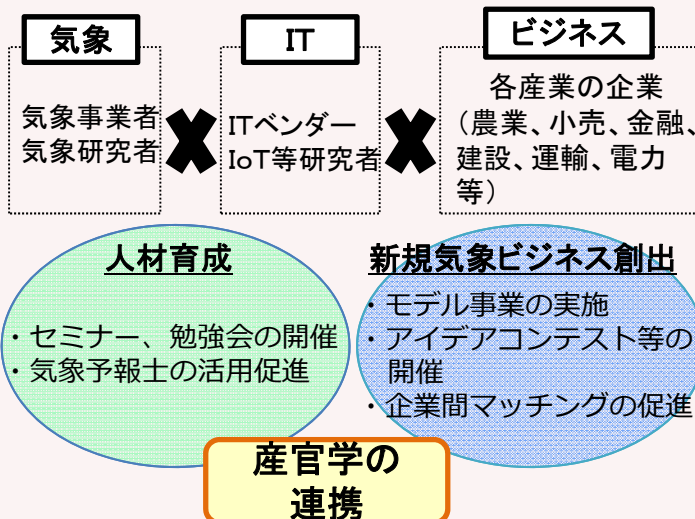 気象
IT
ビジネス
気象事業者
気象研究者
ITベンダー
IoT等研究者
各産業の企業
（農業、小売、金融、
建設、運輸、電力
等）
人材育成
・セミナー、勉強会の開催
・気象予報士の活用促進
新規気象ビジネス創出
・モデル事業の実施
・アイデアコンテスト等の
開催
・企業間マッチングの促進
産官学の
連携